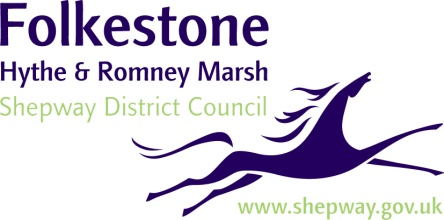 Folkestone
Hythe & Romney Marsh
Shepway District Council
www.shepway.gov.uk